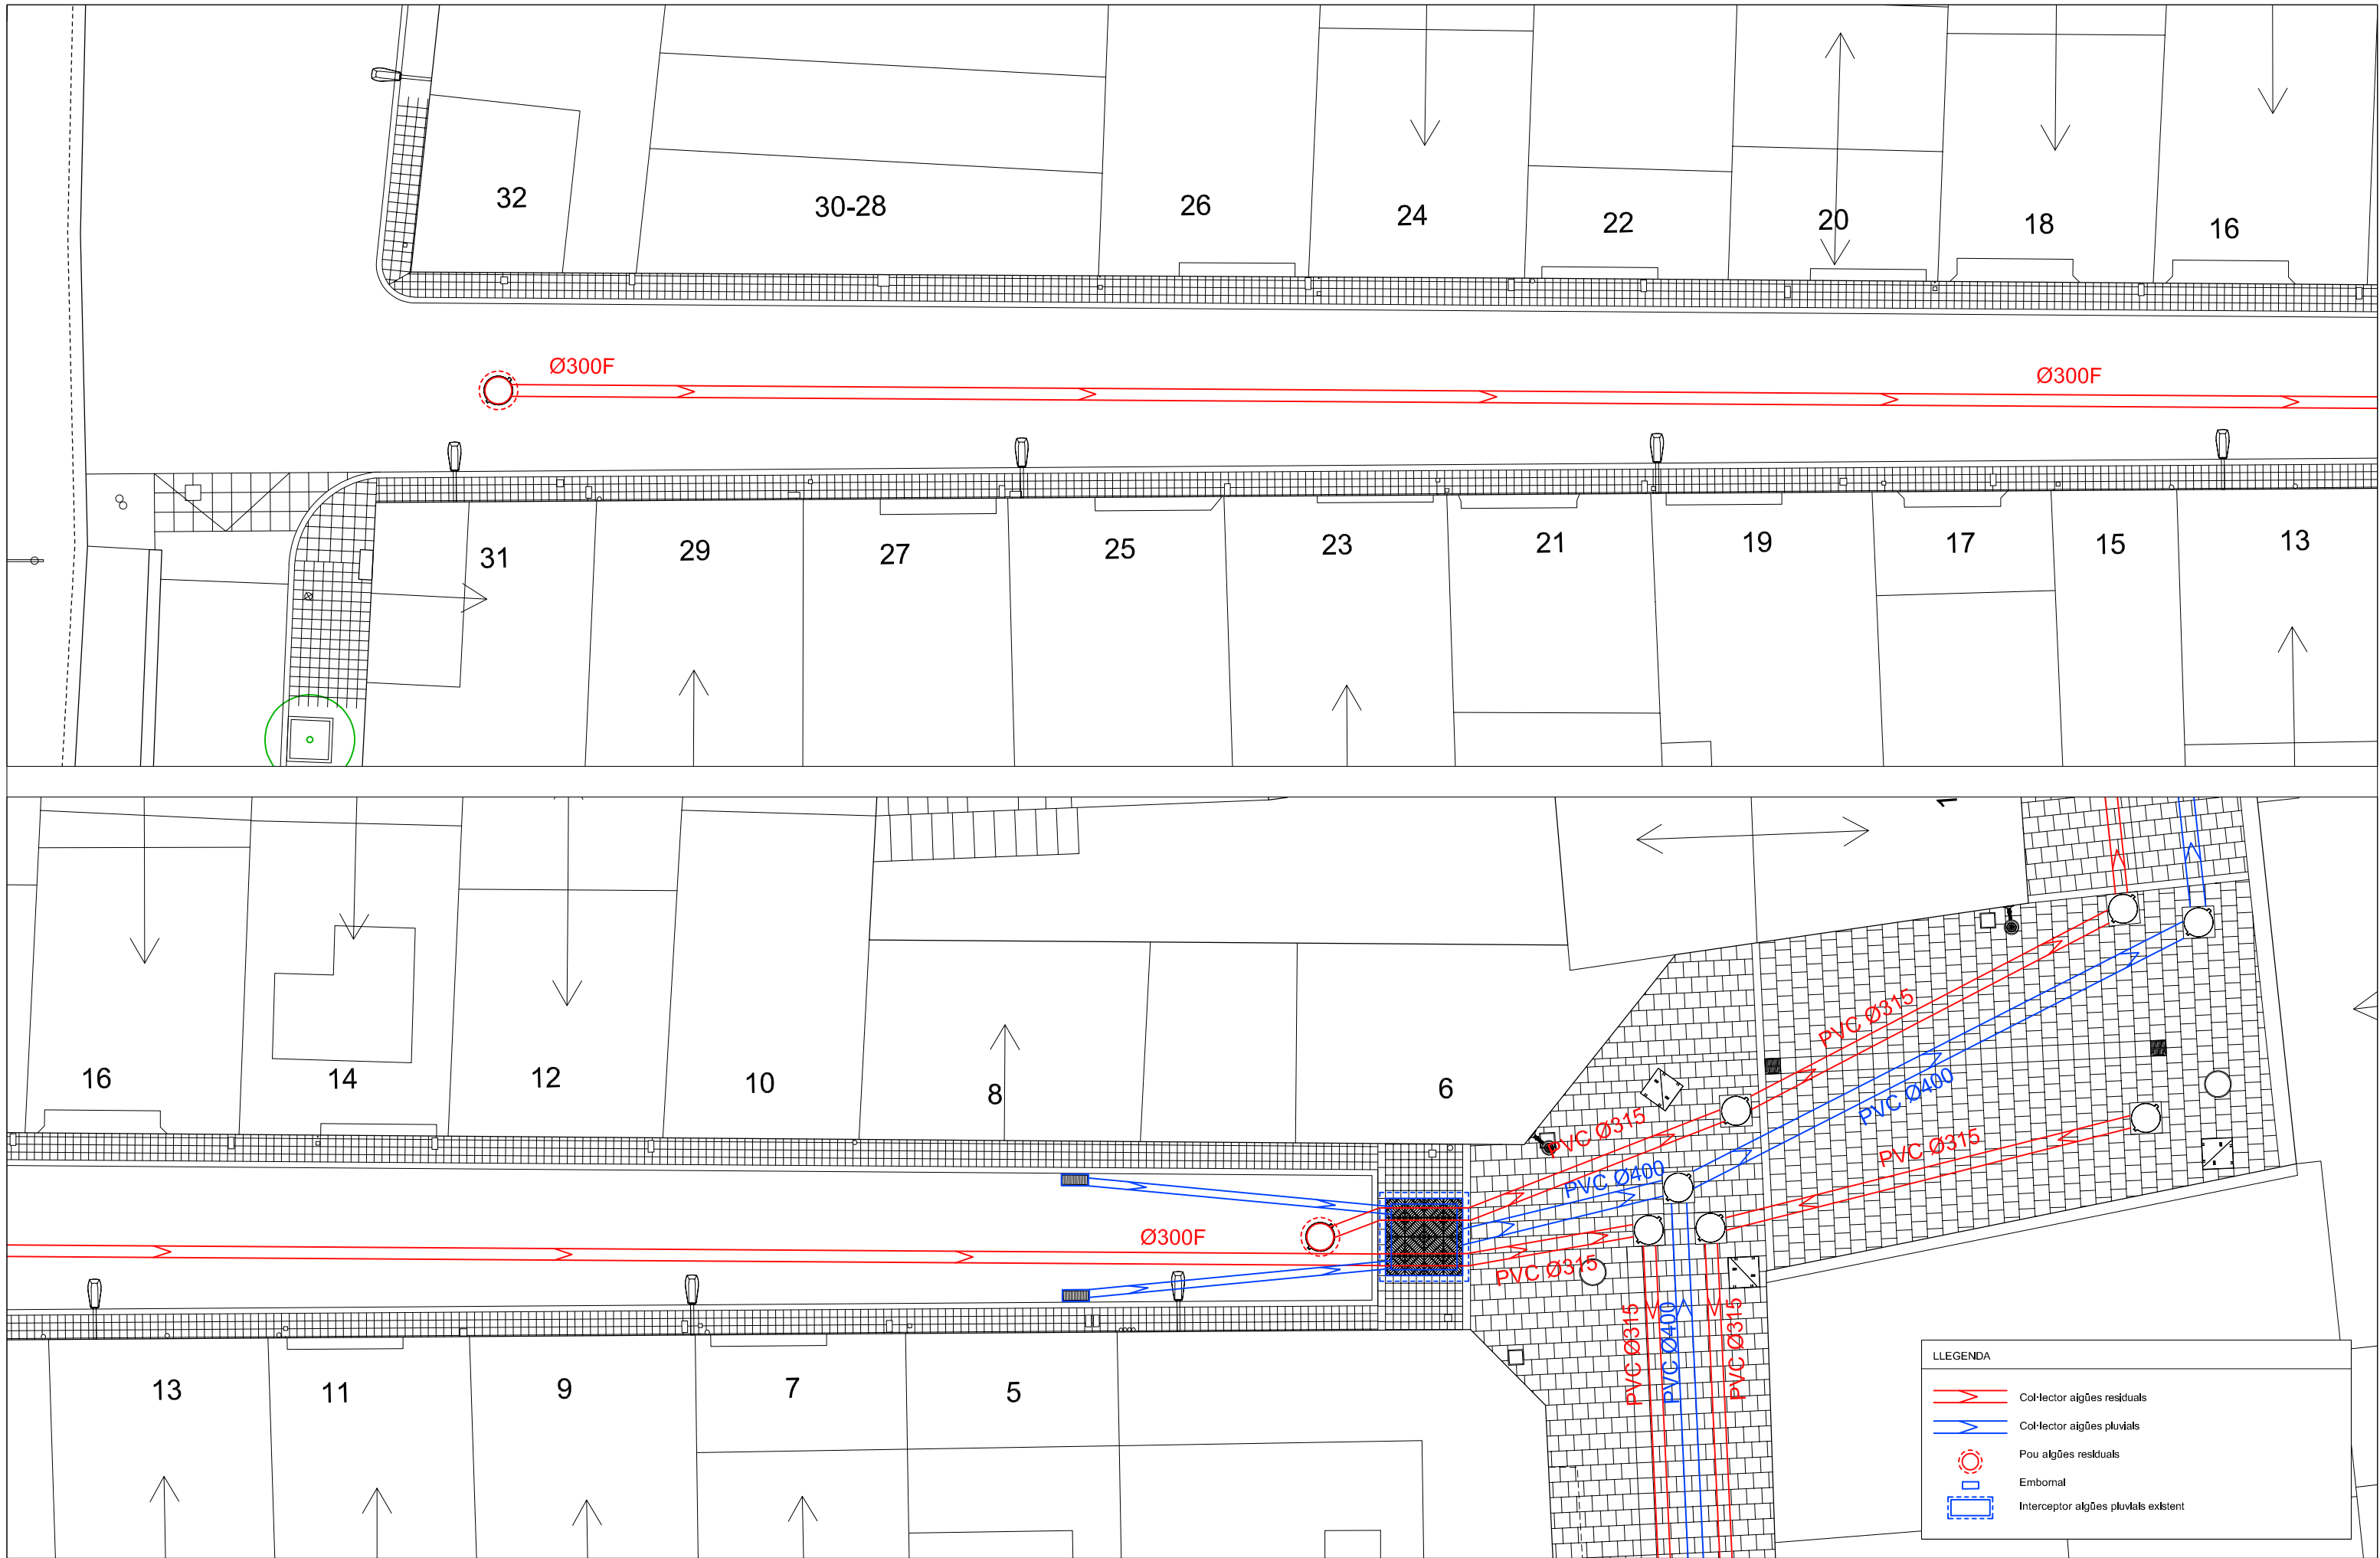 32
30-28
26
24
22
20
18
16
Ø300F
Ø300F
31
29
27
25
23
21
19
17
15
13
1
16
14
12
10
8
6
PVC Ø315
PVC Ø400
PVC Ø315
PVC Ø315
PVC Ø400
Ø300F
PVC Ø315
PVC Ø315
PVC Ø400
PVC Ø315
13
11
9
7
5
LLEGENDA
Col·lector aigües residuals
Col·lector aigües pluvials
Pou aigües residuals
Embornal
Interceptor aigües pluvials existent